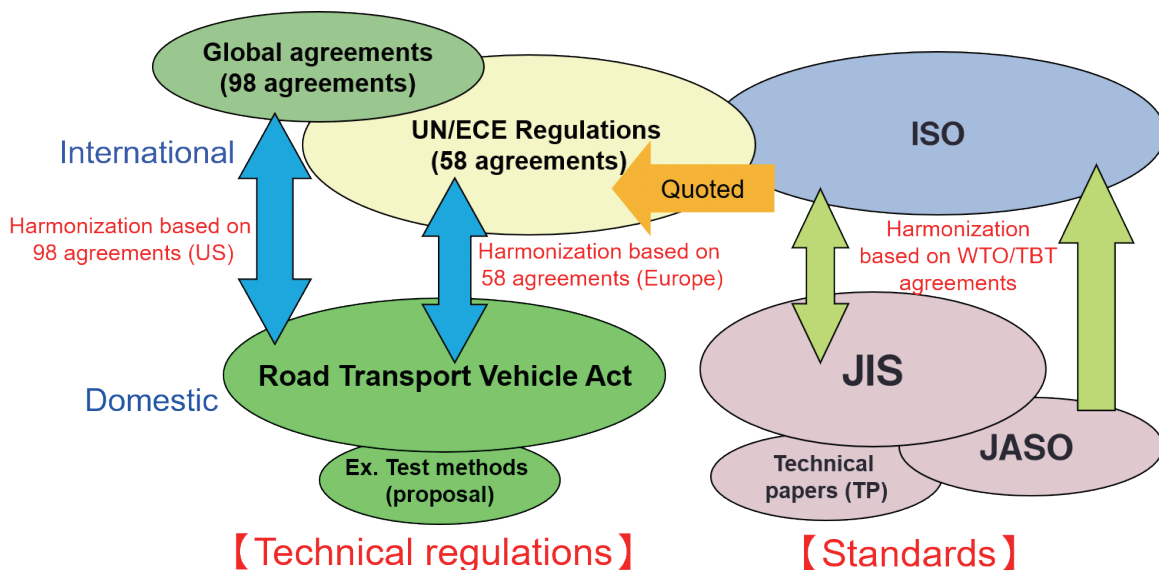 Global agreements
(98 agreements)
UN/ECE Regulations
(58 agreements)
ISO
International
Quoted
Harmonization based on
98 agreements (US)
Harmonization based on
58 agreements (Europe)
Harmonization
based on WTO/TBT
agreements
Road Transport Vehicle Act
JIS
Domestic
JASO
Ex. Test methods
(proposal)
Technical
papers (TP)
【Technical regulations】
【Standards】